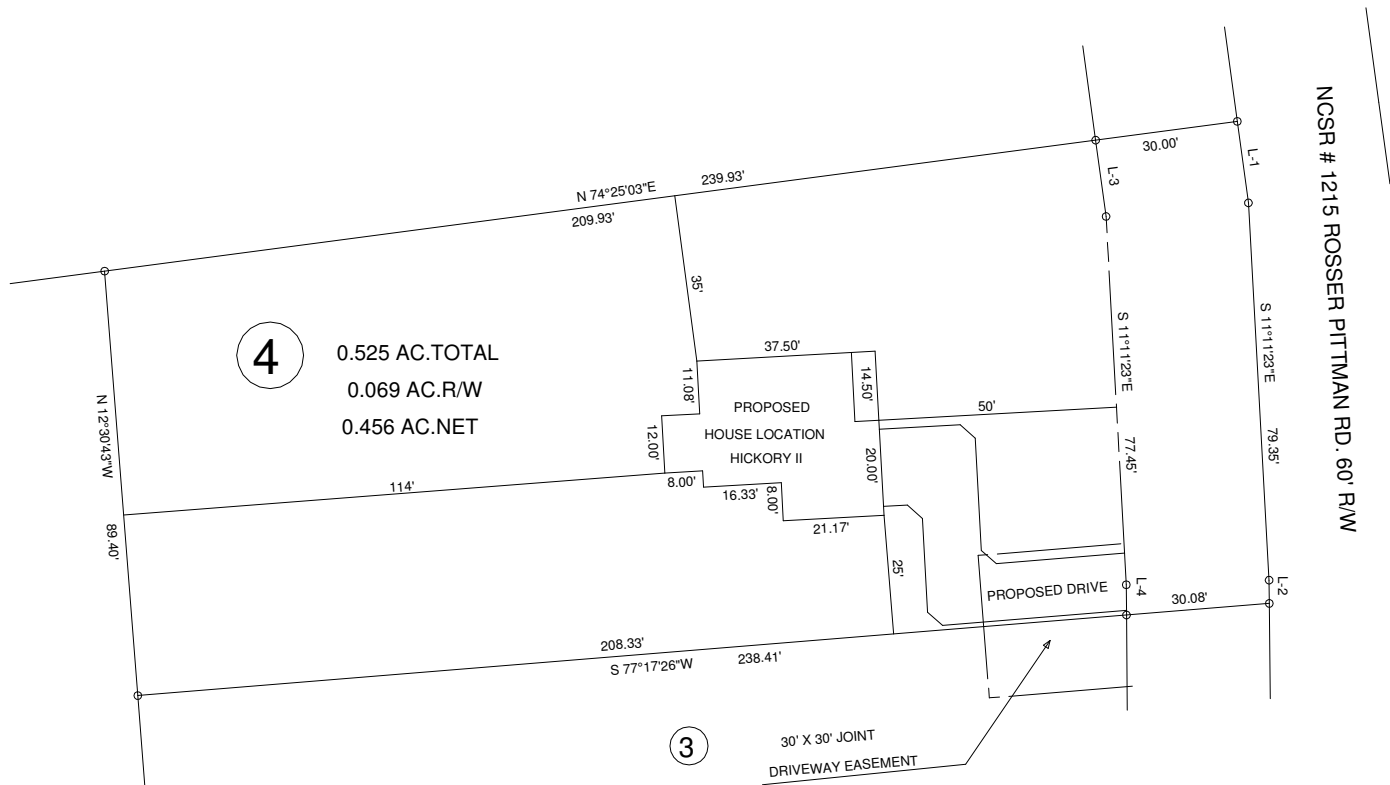 NCSR # 1215 ROSSER PITTMAN RD. 60' R/W
30.00'
L-1
L-3
N 74°25'03"E
239.93'
209.93'
35'
S 11°11'23"E
S 11°11'23"E
4
0.525 AC.TOTAL
0.069 AC.R/W
0.456 AC.NET
37.50'
11.08'
14.50'
PROPOSED
HOUSE LOCATION
HICKORY II
50'
N 12°30'43"W
12.00'
20.00'
77.45'
79.35'
114'
8.00'
16.33'
8.00'
21.17'
89.40'
25'
PROPOSED DRIVE
L-4
L-2
30.08'
208.33'
S 77°17'26"W
238.41'
3
30' X 30' JOINT
DRIVEWAY EASEMENT